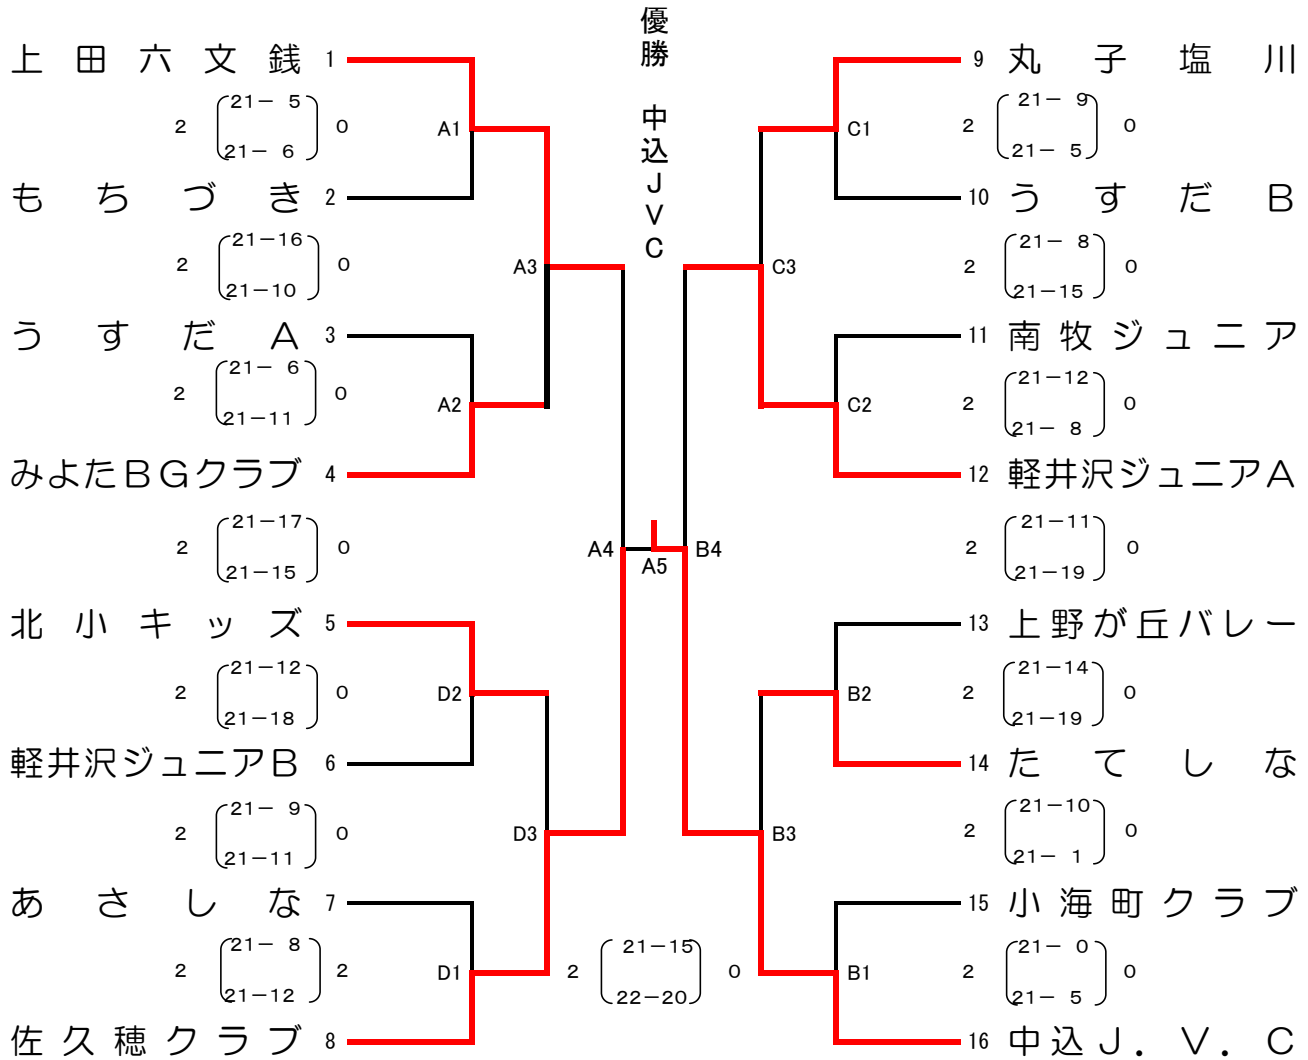 優勝 中込JVC
上田六文銭 1
2 21－ 5 0
21－ 6
A1
もちづき 2
2 21－16 0
21－10
A3
うすだA 3
2 21－ 6 0
21－11
A2
みよたBGクラブ 4
2 21－17 0
21－15
A4
北小キッズ 5
2 21－12 0
21－18
D2
軽井沢ジュニアB 6
2 21－ 9 0
21－11
D3
あさしな 7
2 21－ 8 2
21－12
D1
佐久穂クラブ 8
A5
2 21－15 0
22－20
9 丸子塩川
C1
2 21－ 9 0
21－ 5
10 うすだB
C3
2 21－ 8 0
21－15
11 南牧ジュニア
C2
2 21－12 0
21－ 8
12 軽井沢ジュニアA
B4
2 21－11 0
21－19
13 上野が丘バレー
B2
2 21－14 0
21－19
14 たてしな
B3
2 21－10 0
21－ 1
15 小海町クラブ
B1
2 21－ 0 0
21－ 5
16 中込J．V．C